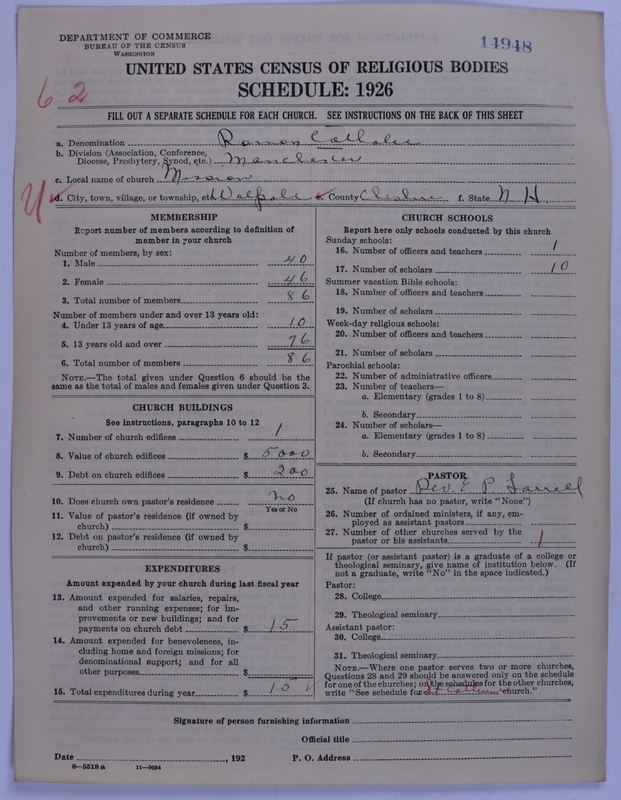 DEPARTMENT OF COMMERCE
BUREAU OF THE CENSUS
WASHINGTON
14948
UNITED STATES CENSUS OF RELIGIOUS BODIES
SCHEDULE: 1926
62
FILL OUT A SEPARATE SCHEDULE FOR EACH CHURCH. SEE INSTRUCTIONS ON THE BACK OF THIS SHEET
a. Denomination Roman Catholic
b. Division (Association, Conference, Diocese, Presbytery, Synod, etc.) Manchester
c. Local name of church Mission
d. City, town, village, or township, etc. Walpole e. County Cheshire f. State N H.
MEMBERSHIP
Report number of members according to definition of
member in your church
Number of members, by sex:
1. Male 40
2. Female 46
3. Total number of members 86
Number of members under and over 13 years old:
4. Under 13 years of age 10
5. 13 years old and over 76
6. Total number of members 86
NOTE.—The total given under Question 6 should be the
same as the total of males and females given under Question 3.
CHURCH BUILDINGS
See instructions, paragraphs 10 to 12
7. Number of church edifices 1
8. Value of church edifices $ 5000
9. Debt on church edifices $ 200
10. Does church own pastor's residence No
Yes or No
11. Value of pastor's residence (if owned by
church) $
12. Debt on pastor's residence (if owned by
church) $
EXPENDITURES
Amount expended by your church during last fiscal year
13. Amount expended for salaries, repairs,
and other running expenses; for im-
provements or new buildings; and for
payments on church debt $ 15
14. Amount expended for benevolences, in-
cluding home and foreign missions; for
denominational support; and for all
other purposes $
15. Total expenditures during year $ 15
CHURCH SCHOOLS
Report here only schools conducted by this church
Sunday schools:
16. Number of officers and teachers 1
17. Number of scholars 10
Summer vacation Bible schools:
18. Number of officers and teachers
19. Number of scholars
Week-day religious schools:
20. Number of officers and teachers
21. Number of scholars
Parochial schools:
22. Number of administrative officers
23. Number of teachers—
a. Elementary (grades 1 to 8)
b. Secondary
24. Number of scholars—
a. Elementary (grades 1 to 8)
b. Secondary
PASTOR
25. Name of pastor Rev. E P. Farrell
(If church has no pastor, write "None")
26. Number of ordained ministers, if any, em-
ployed as assistant pastors
27. Number of other churches served by the
pastor or his assistants 1
If pastor (or assistant pastor) is a graduate of a college or
theological seminary, give name of institution below. (If
not a graduate, write "No" in the space indicated.)
Pastor:
28. College
29. Theological seminary
Assistant pastor:
30. College
31. Theological seminary
NOTE.—Where one pastor serves two or more churches,
Questions 28 and 29 should be answered only on the schedule
for one of the churches; on the schedules for the other churches,
write "See schedule for St Catherine church."
Signature of person furnishing information
Official title
Date , 192 P. O. Address
8—5518 a 11—9054